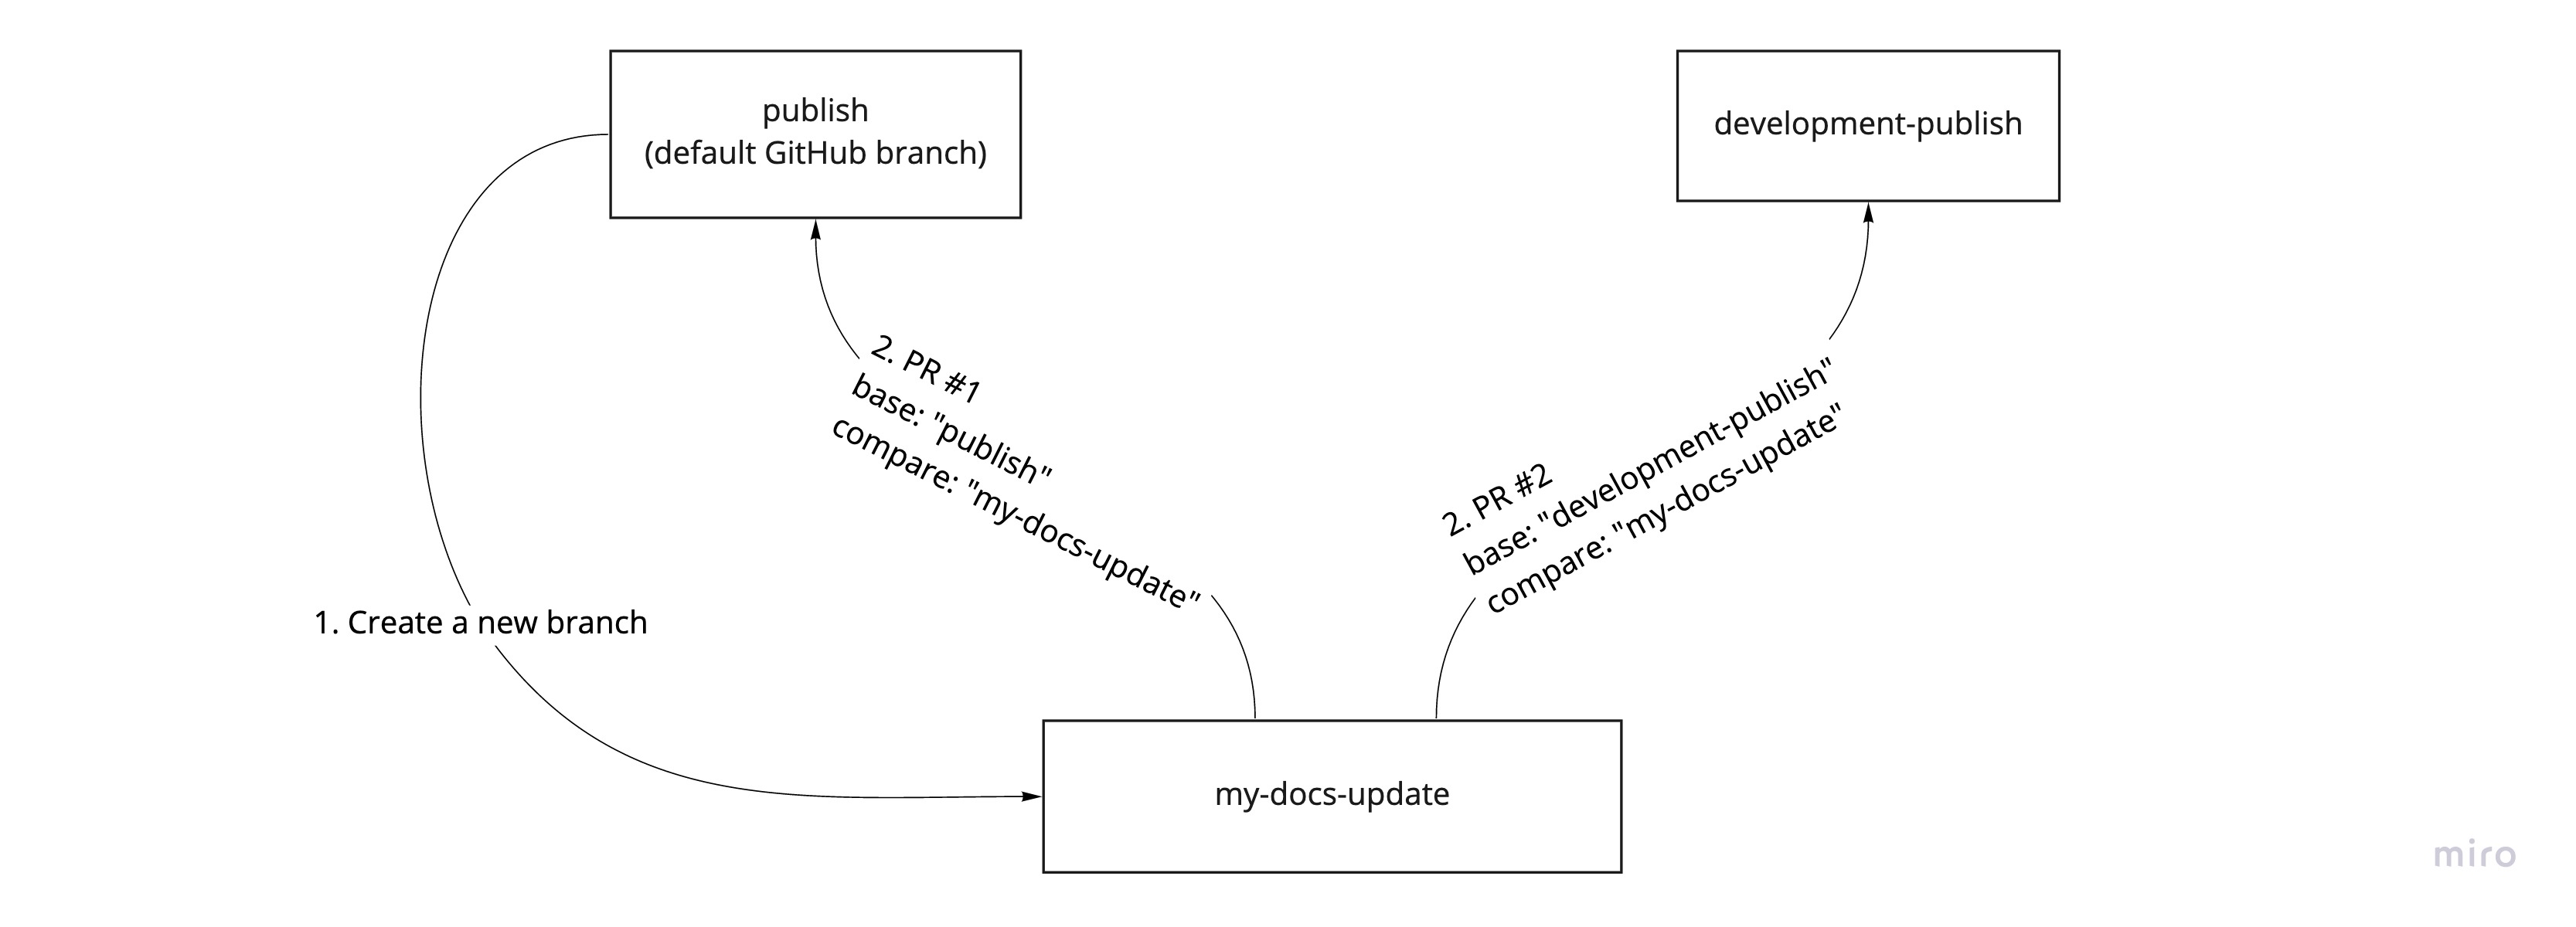 publish
(default GitHub branch)
development-publish
2. PR #1
base: "publish"
compare: "my-docs-update"
2. PR #2
base: "development-publish"
compare: "my-docs-update"
1. Create a new branch
my-docs-update
miro